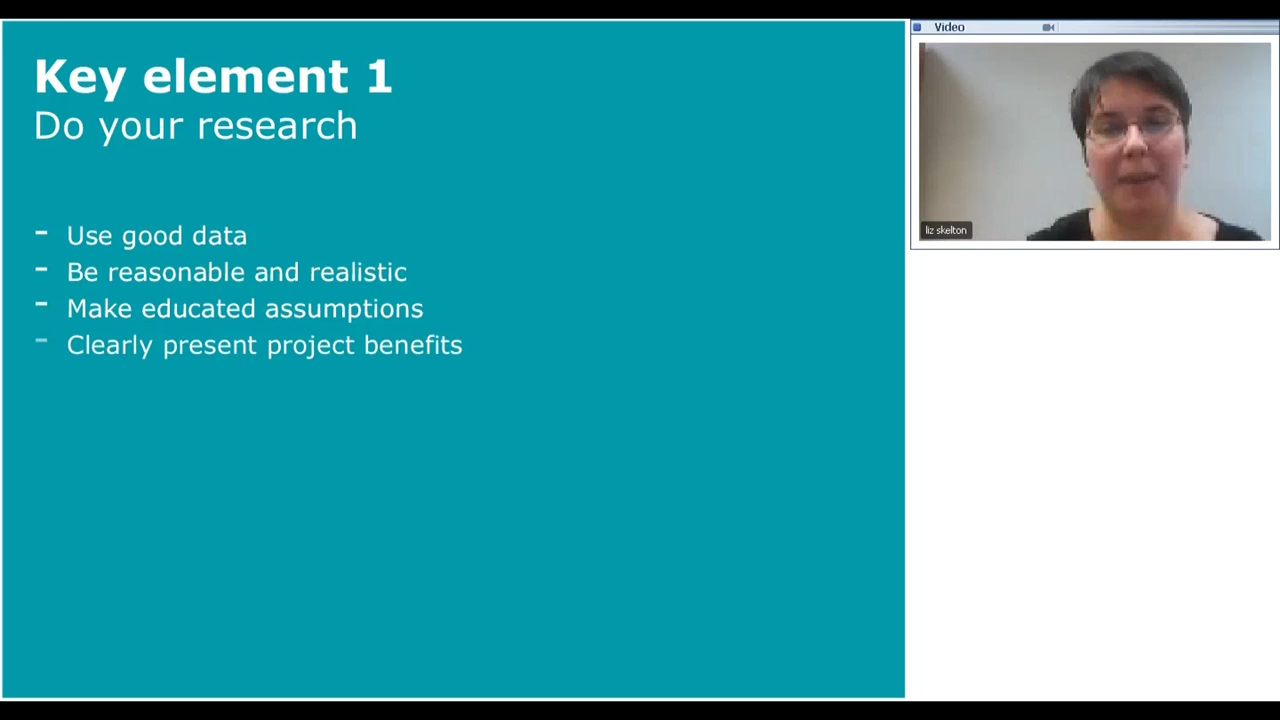 Key element 1
Do your research
- Use good data
- Be reasonable and realistic
- Make educated assumptions
- Clearly present project benefits
Video
liz skelton